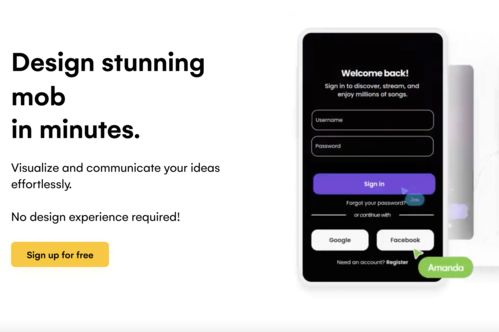 Design stunning
mob
in minutes.
Visualize and communicate your ideas
effortlessly.
No design experience required!
Sign up for free
Welcome back!
Sign in to discover, stream, and
enjoy millions of songs.
Username
Password
Sign in
Forgot your password?
Jim
or continue with
Google
Facebook
Need an account? Register
Amanda